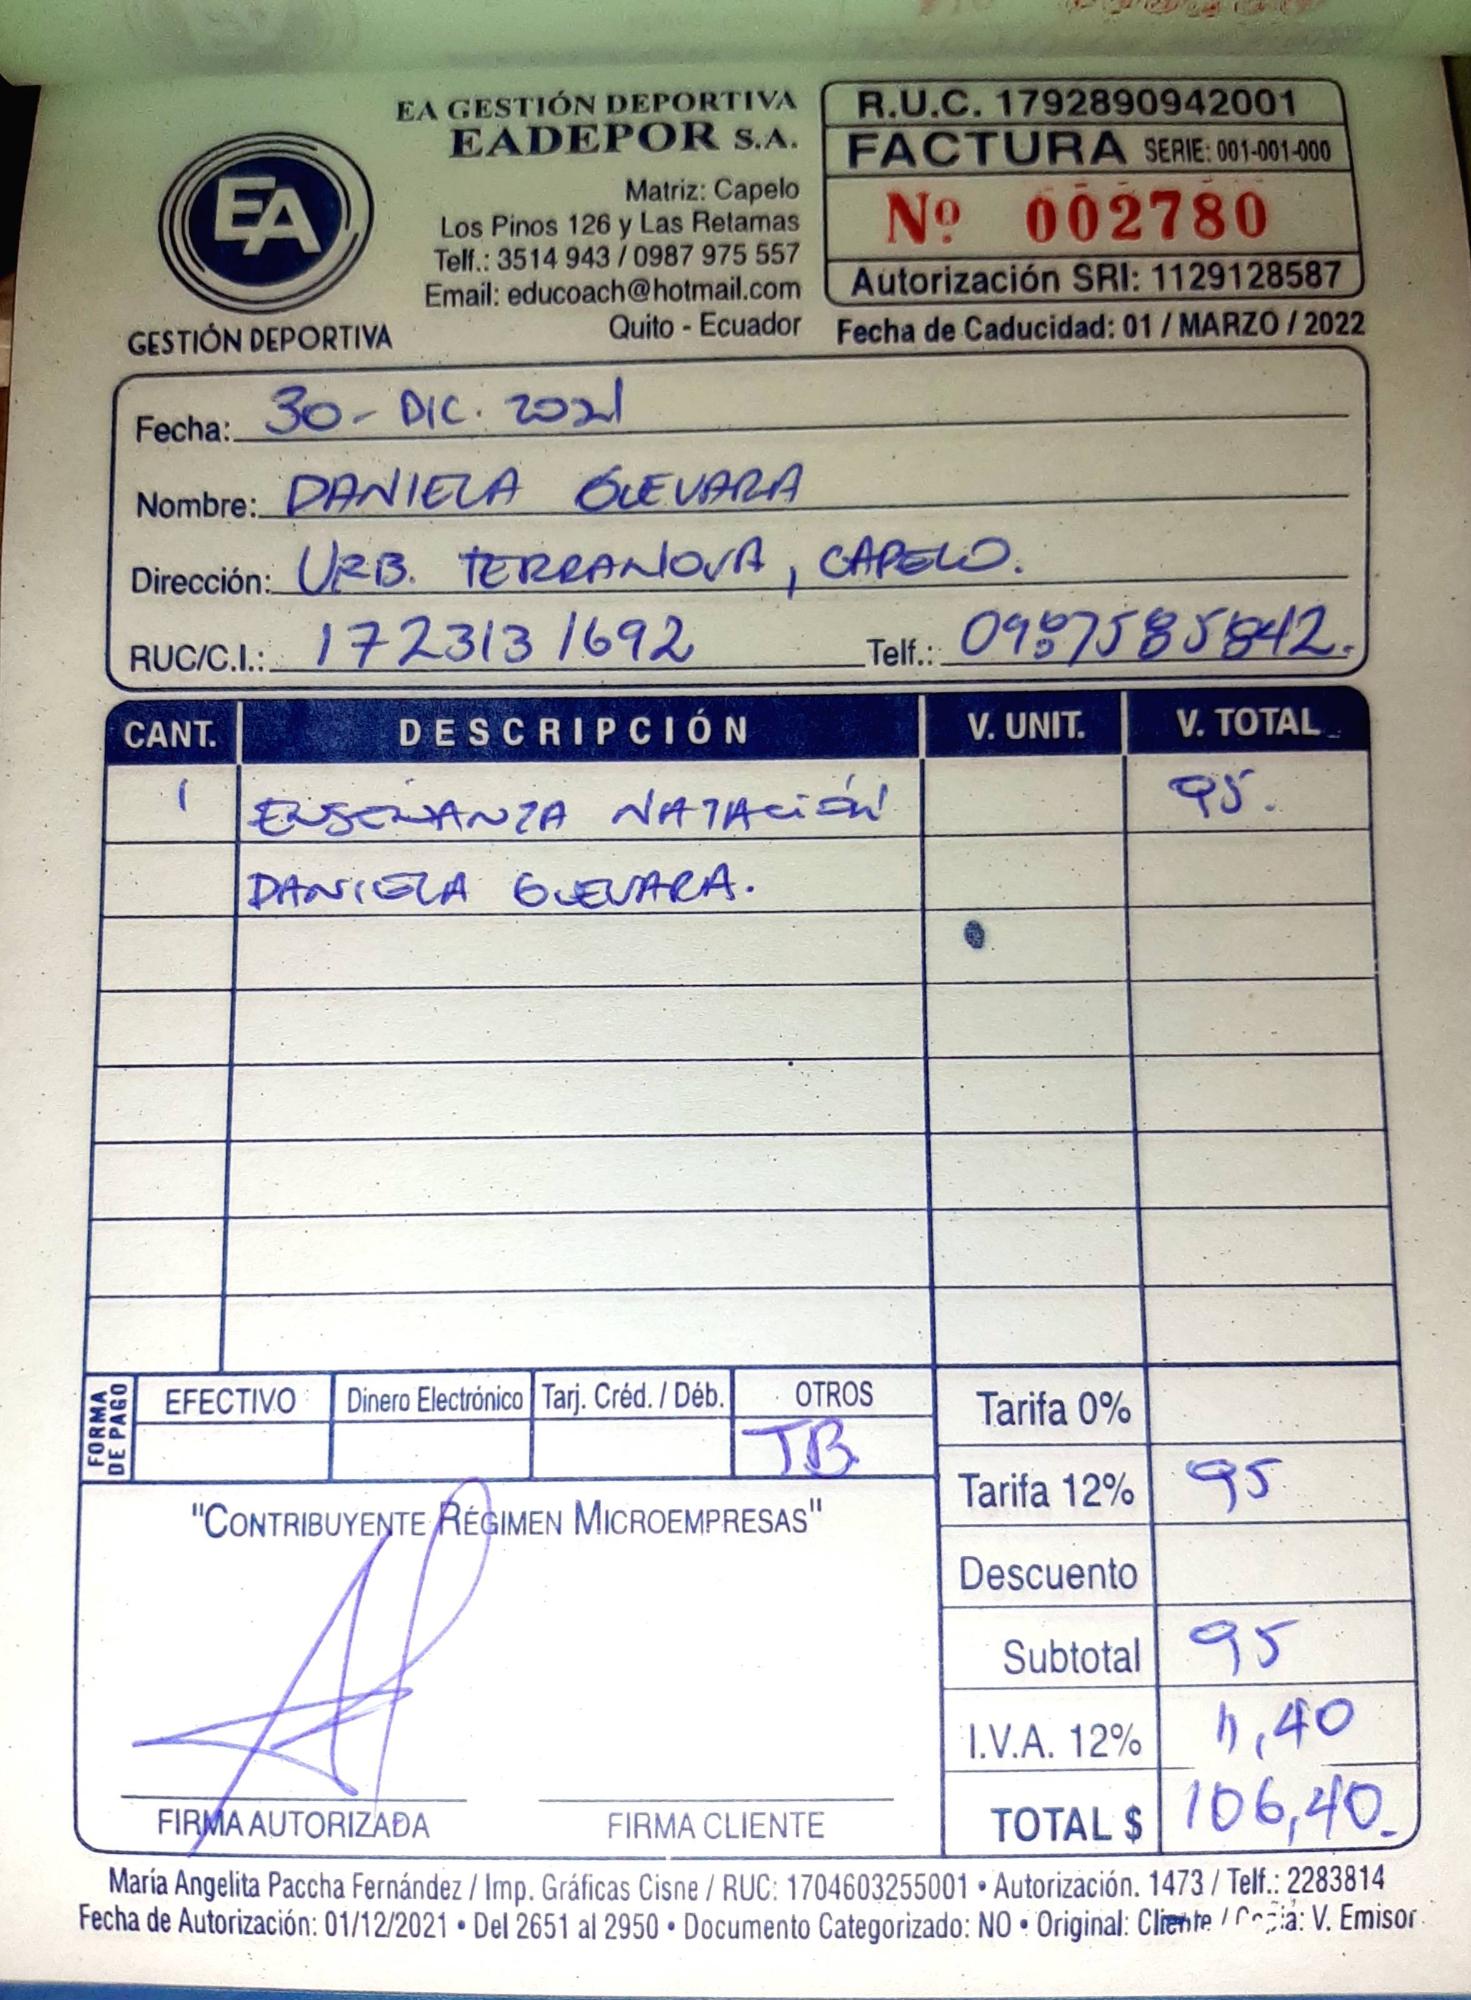 EA GESTIÓN DEPORTIVA
EADEPOR S.A.
Matriz: Capelo
Los Pinos 126 y Las Retamas
Telf.: 3514 943 / 0987 975 557
Email: educoach@hotmail.com
Quito - Ecuador
EA
GESTIÓN DEPORTIVA
R.U.C. 1792890942001
FACTURA SERIE: 001-001-000
Nº 002780
Autorización SRI: 1129128587
Fecha de Caducidad: 01 / MARZO / 2022
Fecha: 30 - DIC. 2021
Nombre: DANIELA GUEVARA
Dirección: URB. TERRANOVA, CAPELO.
RUC/C.I.: 1723131692 Telf.: 0987585842.
CANT. DESCRIPCIÓN V. UNIT. V. TOTAL
1 ENSEÑANZA NATACIÓN 95.
DANIELA GUEVARA.
FORMA DE PAGO
EFECTIVO Dinero Electrónico Tarj. Créd. / Déb. OTROS
TB
Tarifa 0%
Tarifa 12% 95
Descuento
Subtotal 95
I.V.A. 12% 11,40
TOTAL $ 106,40.
"CONTRIBUYENTE RÉGIMEN MICROEMPRESAS"
FIRMA AUTORIZADA FIRMA CLIENTE
María Angelita Paccha Fernández / Imp. Gráficas Cisne / RUC: 1704603255001 • Autorización. 1473 / Telf.: 2283814
Fecha de Autorización: 01/12/2021 • Del 2651 al 2950 • Documento Categorizado: NO • Original: Cliente / Copia: V. Emisor